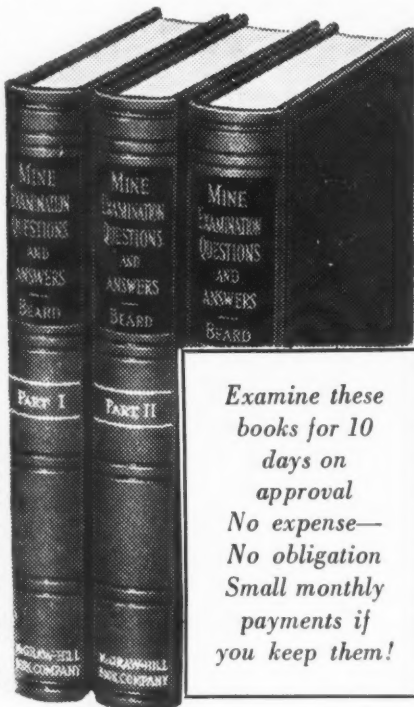 MINE
EXAMINATION
QUESTIONS
AND
ANSWERS
BEARD
PART I
McGRAW-HILL
BOOK COMPANY
MINE
EXAMINATION
QUESTIONS
AND
ANSWERS
BEARD
PART II
McGRAW-HILL
BOOK COMPANY
MINE
EXAMINATION
QUESTIONS
AND
ANSWERS
BEARD
Examine these
books for 10
days on
approval
No expense—
No obligation
Small monthly
payments if
you keep them!